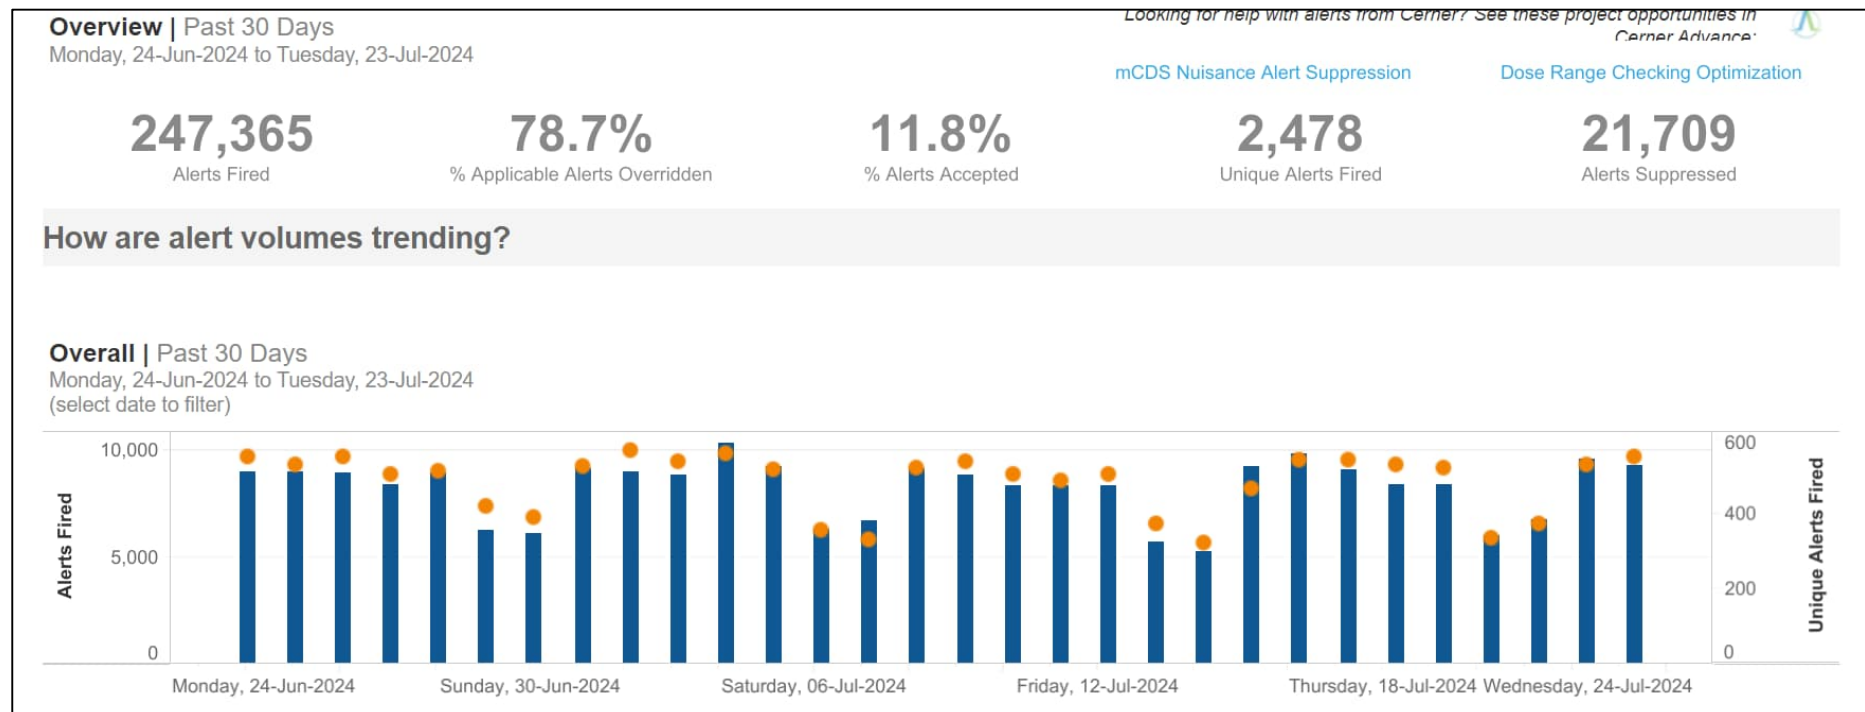 Overview | Past 30 Days
Monday, 24-Jun-2024 to Tuesday, 23-Jul-2024
Looking for help with alerts from Cerner? See these project opportunities in
Cerner Advance:
mCDS Nuisance Alert Suppression
Dose Range Checking Optimization
247,365
Alerts Fired
78.7%
% Applicable Alerts Overridden
11.8%
% Alerts Accepted
2,478
Unique Alerts Fired
21,709
Alerts Suppressed
How are alert volumes trending?
Overall | Past 30 Days
Monday, 24-Jun-2024 to Tuesday, 23-Jul-2024
(select date to filter)
Alerts Fired
10,000
5,000
0
600
400
200
0
Unique Alerts Fired
Monday, 24-Jun-2024
Sunday, 30-Jun-2024
Saturday, 06-Jul-2024
Friday, 12-Jul-2024
Thursday, 18-Jul-2024
Wednesday, 24-Jul-2024